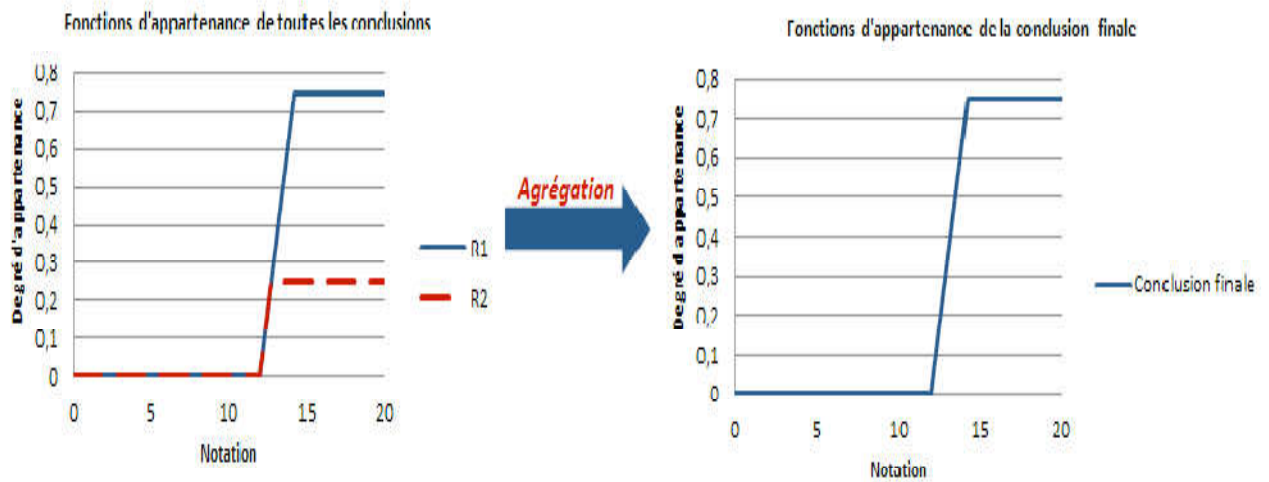 Fonctions d'appartenance de toutes les conclusions
Degré d'appartenance
0,8
0,7
0,6
0,5
0,4
0,3
0,2
0,1
0
0 5 10 15 20
Notation
R1
R2
Agrégation
Fonctions d'appartenance de la conclusion finale
Degré d'appartenance
0,8
0,7
0,6
0,5
0,4
0,3
0,2
0,1
0
0 5 10 15 20
Notation
Conclusion finale